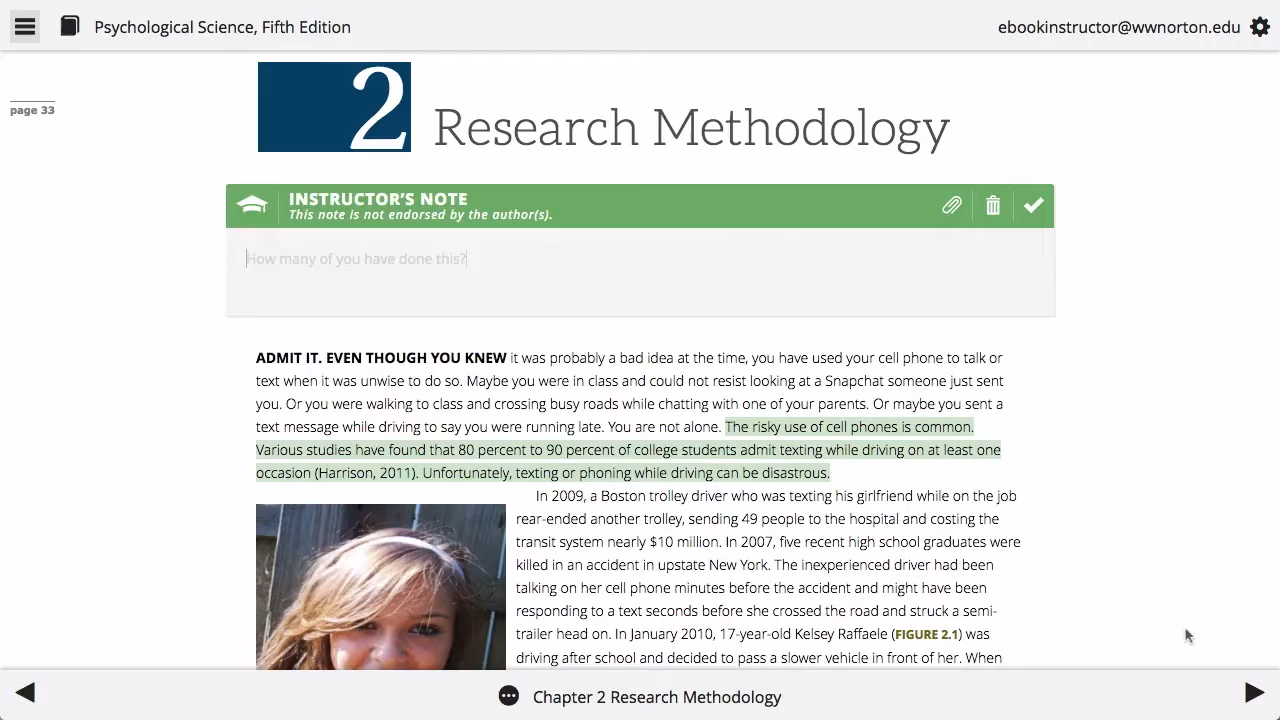 Psychological Science, Fifth Edition
ebookinstructor@wwnorton.edu
page 33
2
Research Methodology
INSTRUCTOR'S NOTE
This note is not endorsed by the author(s).
How many of you have done this?
ADMIT IT. EVEN THOUGH YOU KNEW it was probably a bad idea at the time, you have used your cell phone to talk or
text when it was unwise to do so. Maybe you were in class and could not resist looking at a Snapchat someone just sent
you. Or you were walking to class and crossing busy roads while chatting with one of your parents. Or maybe you sent a
text message while driving to say you were running late. You are not alone. The risky use of cell phones is common.
Various studies have found that 80 percent to 90 percent of college students admit texting while driving on at least one
occasion (Harrison, 2011). Unfortunately, texting or phoning while driving can be disastrous.
In 2009, a Boston trolley driver who was texting his girlfriend while on the job
rear-ended another trolley, sending 49 people to the hospital and costing the
transit system nearly $10 million. In 2007, five recent high school graduates were
killed in an accident in upstate New York. The inexperienced driver had been
talking on her cell phone minutes before the accident and might have been
responding to a text seconds before she crossed the road and struck a semi-
trailer head on. In January 2010, 17-year-old Kelsey Raffaele (FIGURE 2.1) was
driving after school and decided to pass a slower vehicle in front of her. When
Chapter 2 Research Methodology